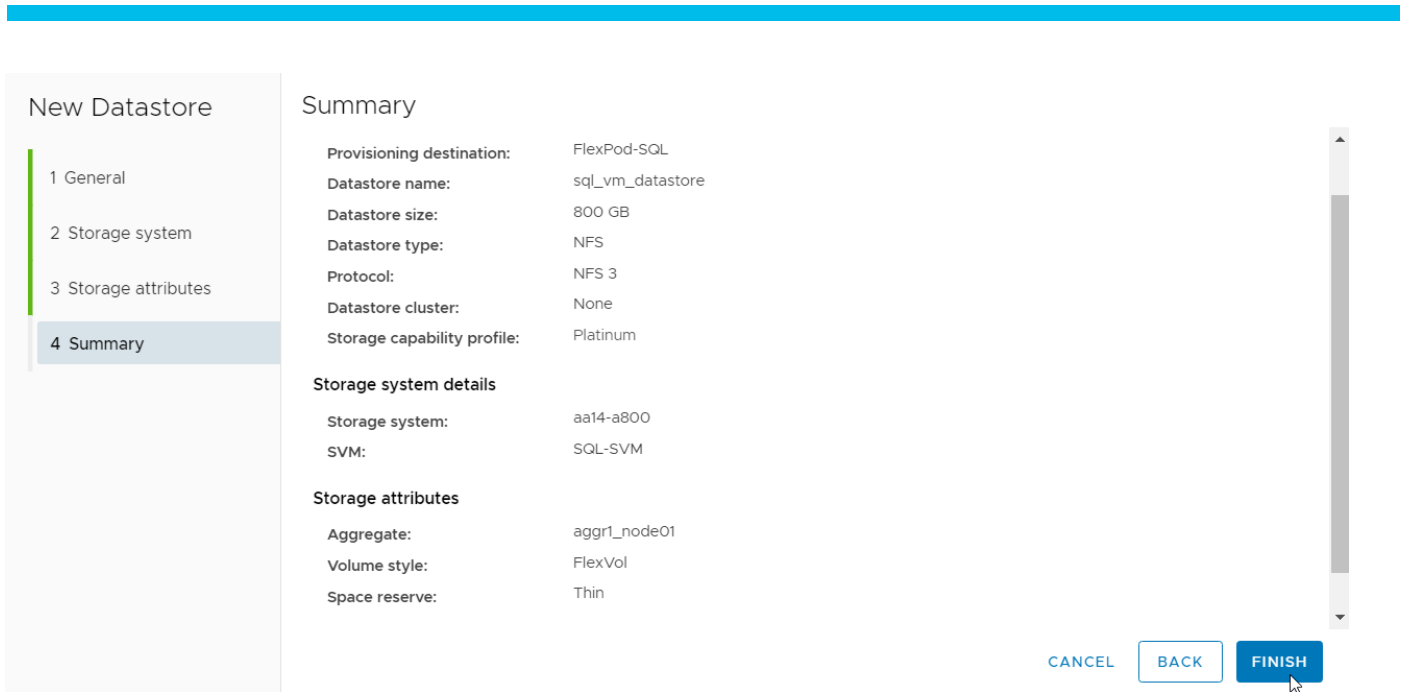 New Datastore
1 General
2 Storage system
3 Storage attributes
4 Summary
Summary
Provisioning destination: FlexPod-SQL
Datastore name: sql_vm_datastore
Datastore size: 800 GB
Datastore type: NFS
Protocol: NFS 3
Datastore cluster: None
Storage capability profile: Platinum
Storage system details
Storage system: aa14-a800
SVM: SQL-SVM
Storage attributes
Aggregate: aggr1_node01
Volume style: FlexVol
Space reserve: Thin
CANCEL BACK FINISH